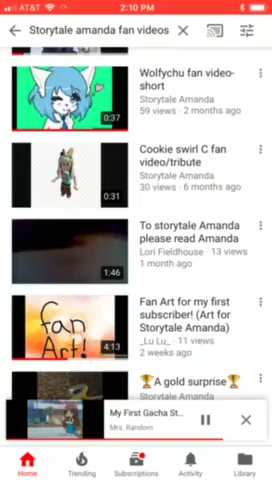 AT&T 2:10 PM
Storytale amanda fan videos
Wolfychu fan video-
short
Storytale Amanda
59 views · 2 months ago
0:37
Cookie swirl C fan
video/tribute
Storytale Amanda
30 views · 6 months ago
0:31
To storytale Amanda
please read Amanda
Lori Fieldhouse · 13 views
1 month ago
1:46
fan
Art!
4:13
Fan Art for my first
subscriber! (Art for
Storytale Amanda)
_Lu Lu_ · 11 views
2 weeks ago
🏆A gold surprise🏆
Storytale Amanda
My First Gacha St...
Mrs. Random
Home Trending Subscriptions Activity Library